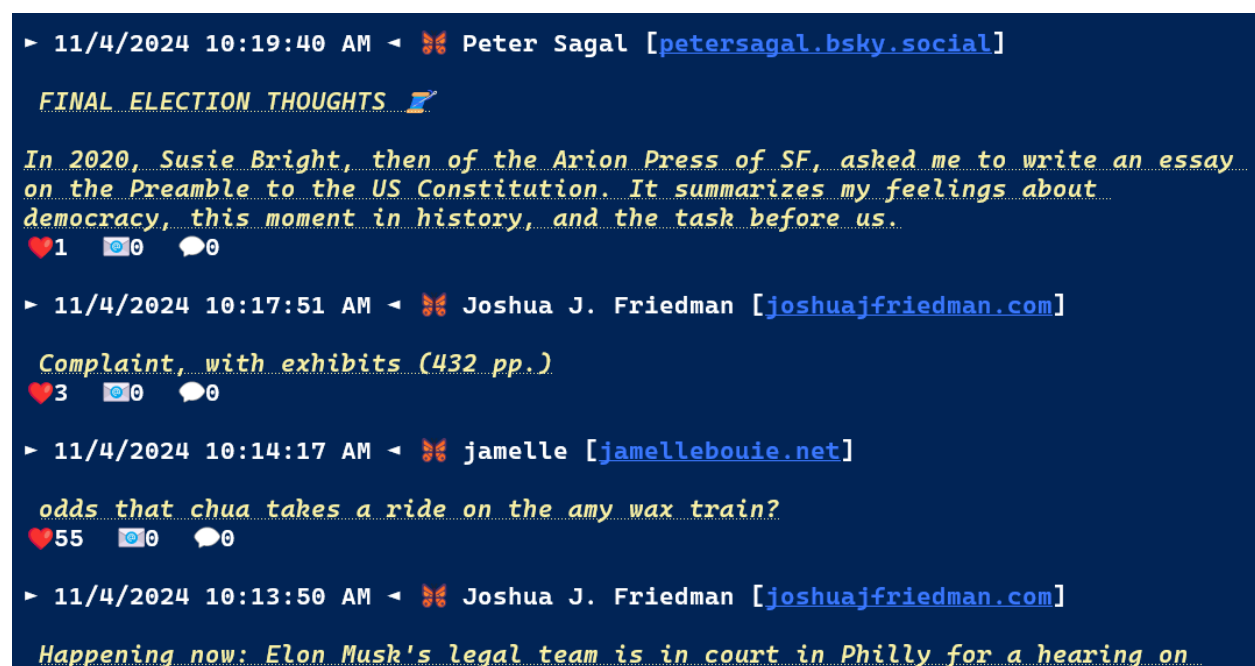 ► 11/4/2024 10:19:40 AM ◄ 🦋 Peter Sagal [petersagal.bsky.social]
FINAL ELECTION THOUGHTS 🧵
In 2020, Susie Bright, then of the Arion Press of SF, asked me to write an essay
on the Preamble to the US Constitution. It summarizes my feelings about
democracy, this moment in history, and the task before us.
❤️1 📧0 💬0
► 11/4/2024 10:17:51 AM ◄ 🦋 Joshua J. Friedman [joshuajfriedman.com]
Complaint, with exhibits (432 pp.)
❤️3 📧0 💬0
► 11/4/2024 10:14:17 AM ◄ 🦋 jamelle [jamellebouie.net]
odds that chua takes a ride on the amy wax train?
❤️55 📧0 💬0
► 11/4/2024 10:13:50 AM ◄ 🦋 Joshua J. Friedman [joshuajfriedman.com]
Happening now: Elon Musk's legal team is in court in Philly for a hearing on